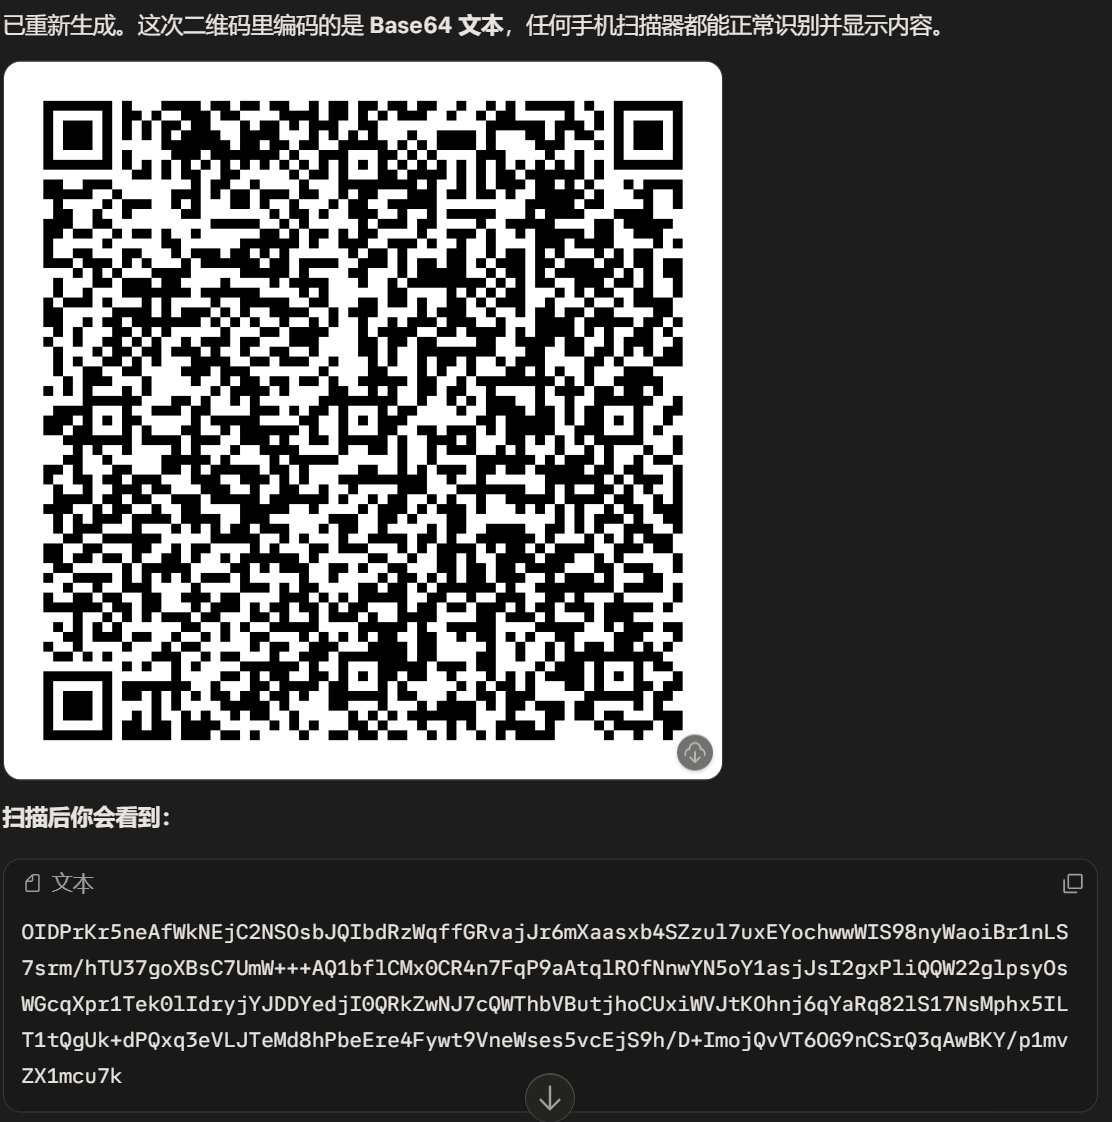 已重新生成。这次二维码里编码的是 Base64 文本，任何手机扫描器都能正常识别并显示内容。
扫描后你会看到：
文本
OIDPrKr5neAfWkNEjC2NSOsbJQIbdRzWqffGRvajJr6mXaasxb4SZzul7uxEYochwwWIS98nyWaoiBr1nLS
7srm/hTU37goXBsC7UmW+++AQ1bflCMx0CR4n7FqP9aAtqlROfNnwYN5oY1asjJsI2gxPliQQW22glpsyOs
WGcqXpr1Tek0lIdryjYJDDYedjI0QRkZwNJ7cQWThbVButjhoCUxiWVJtKOhnj6qYaRq82lS17NsMphx5IL
T1tQgUk+dPQxq3eVLJTeMd8hPbeEre4Fywt9VneWses5vcEjS9h/D+ImojQvVT6OG9nCSrQ3qAwBKY/p1mv
ZX1mcu7k